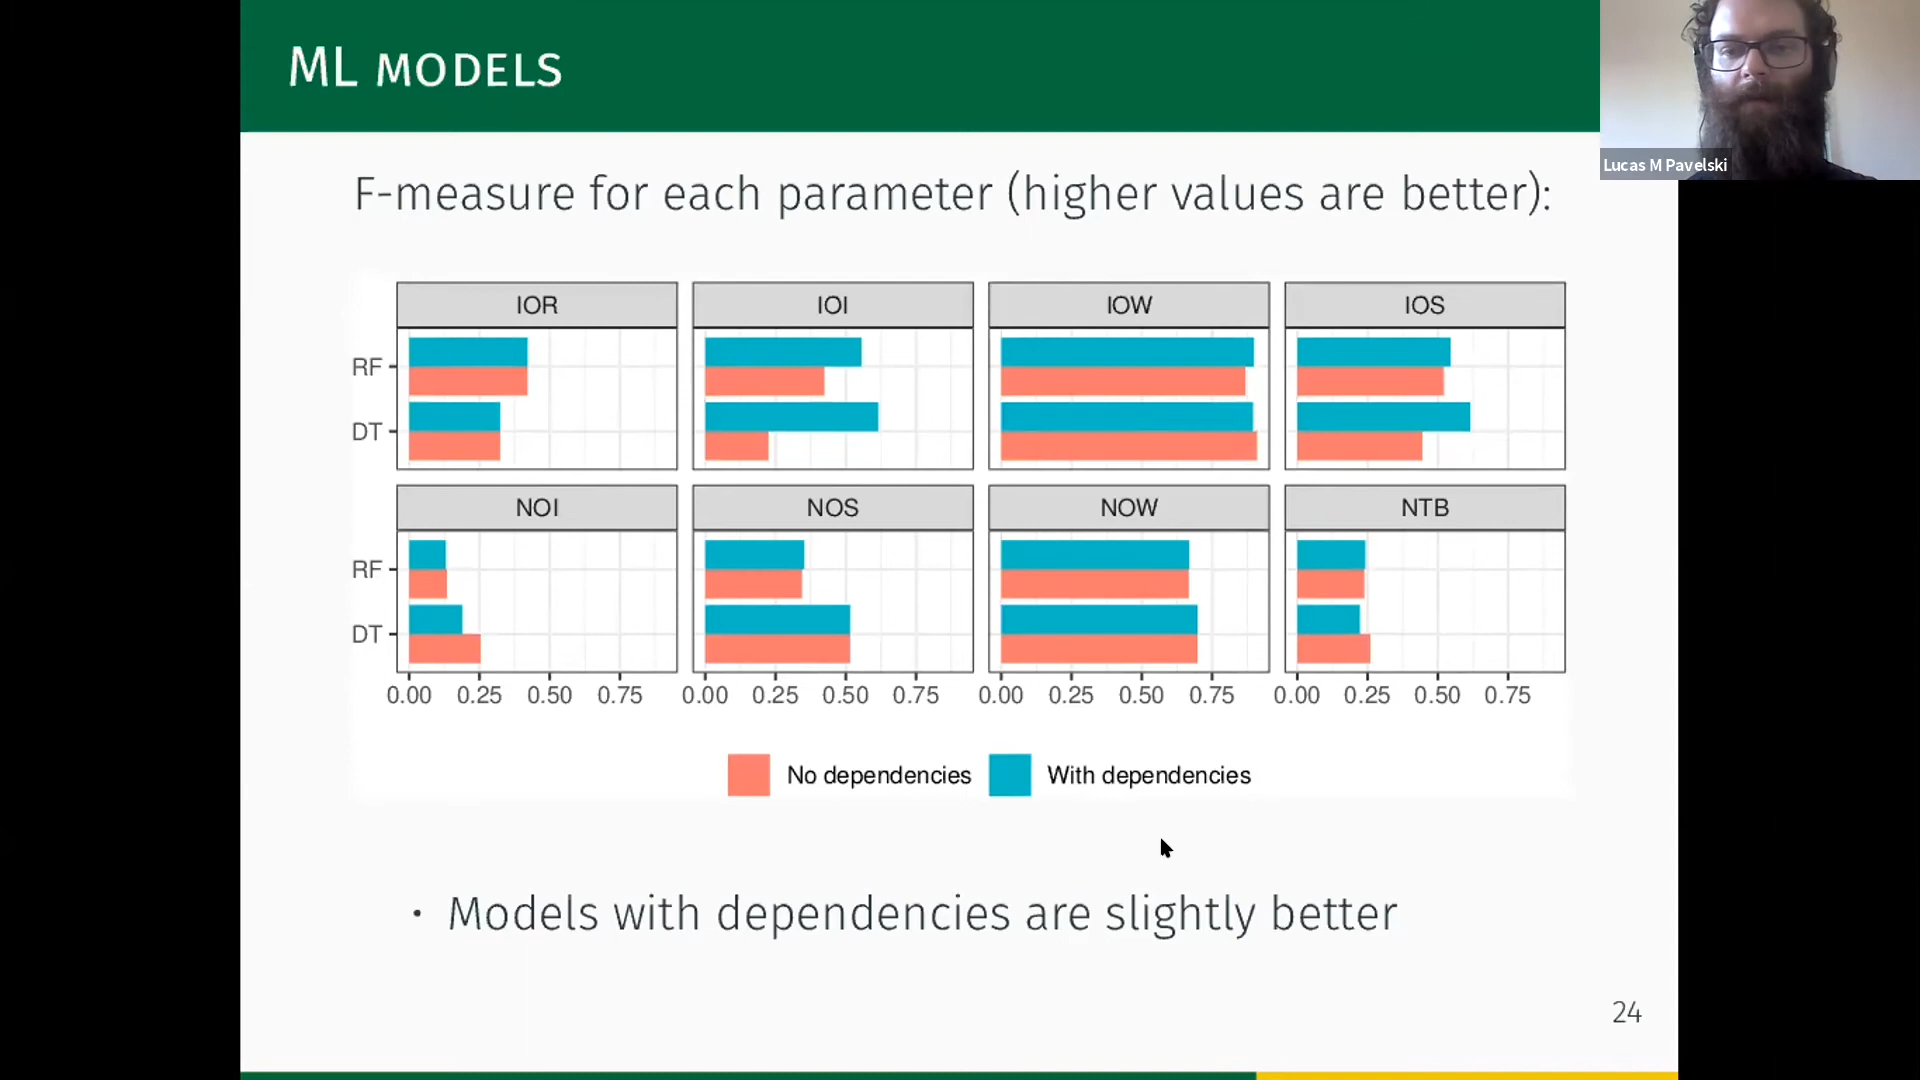 ML MODELS
Lucas M Pavelski
F-measure for each parameter (higher values are better):
IOR IOI IOW IOS
RF
DT
NOI NOS NOW NTB
RF
DT
0.00 0.25 0.50 0.75 0.00 0.25 0.50 0.75 0.00 0.25 0.50 0.75 0.00 0.25 0.50 0.75
No dependencies With dependencies
• Models with dependencies are slightly better
24